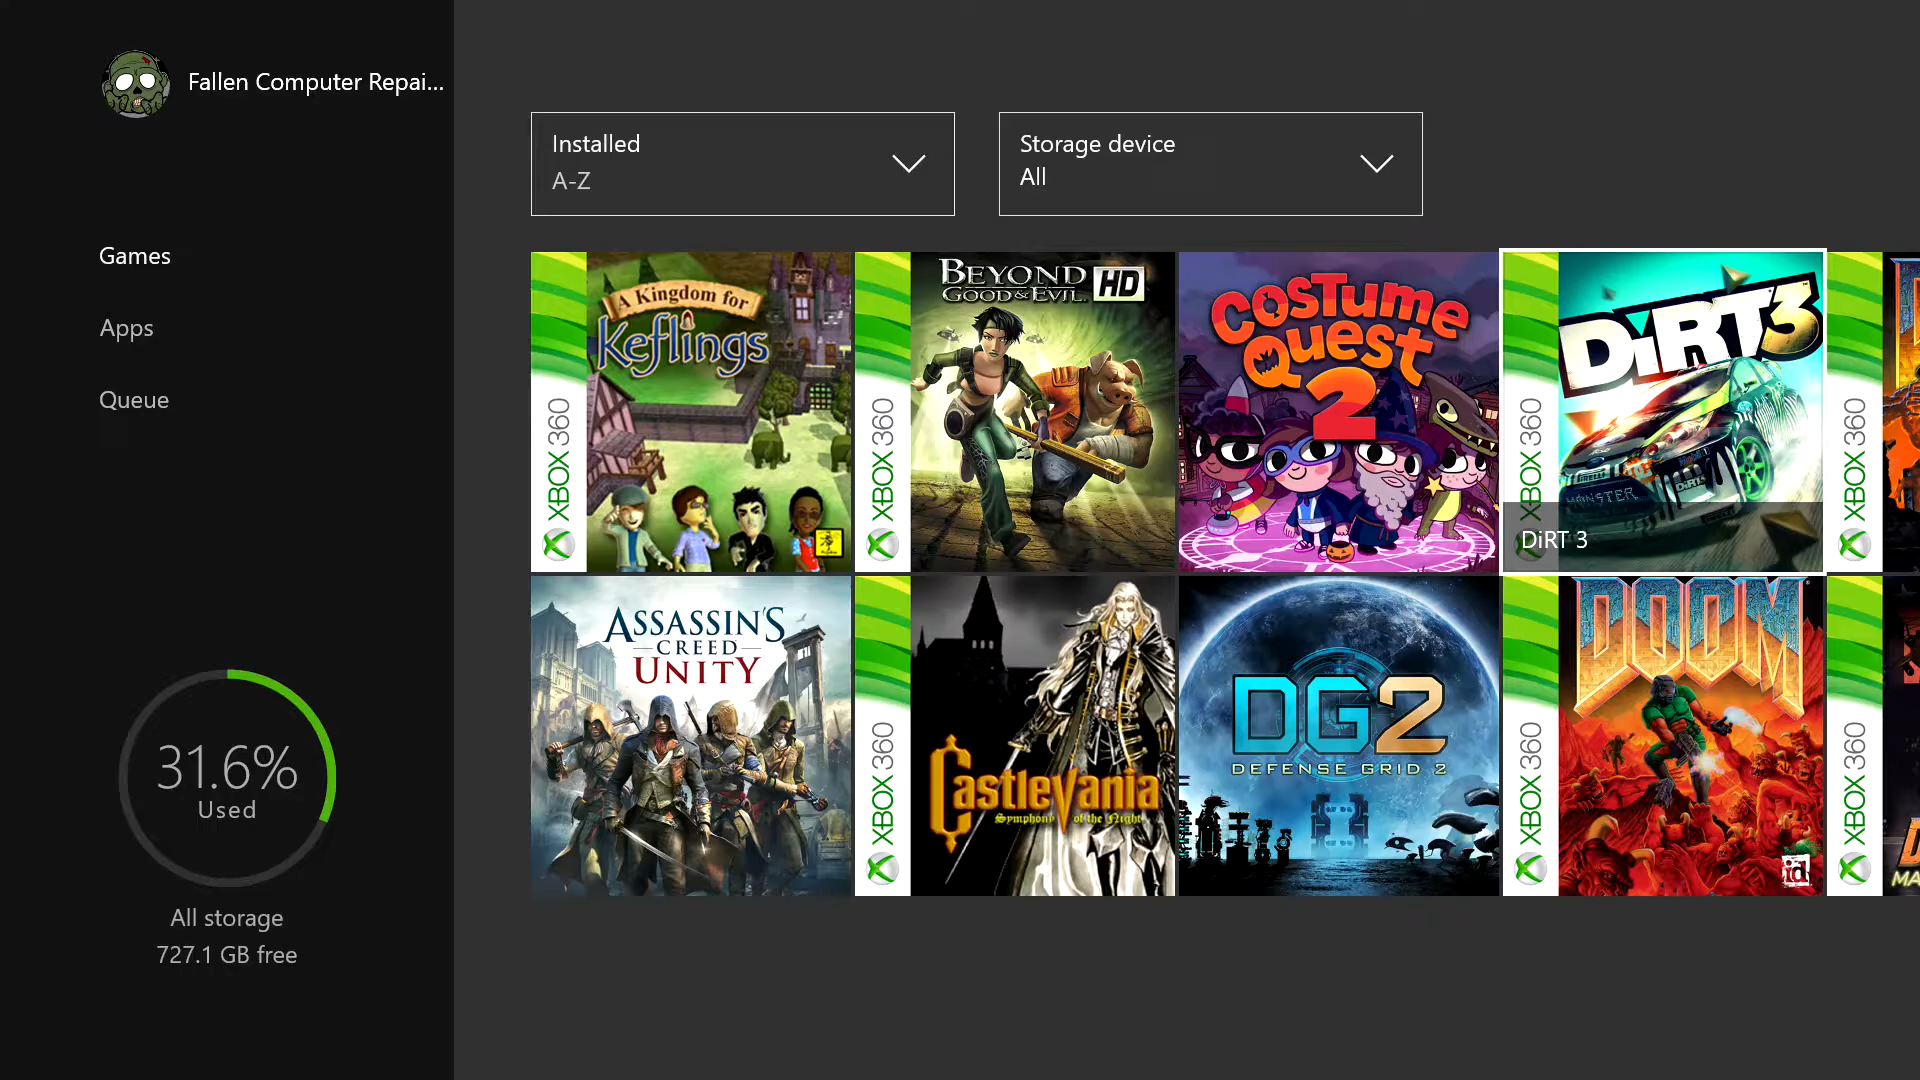 Fallen Computer Repai...
Games
Apps
Queue
31.6%
Used
All storage
727.1 GB free
Installed
A-Z
Storage device
All
XBOX 360
A Kingdom for
Keflings
XBOX 360
BEYOND
GOOD & EVIL
HD
COSTUME
QUEST
2
XBOX 360
DiRT3
MONSTER
DiRT 3
XBOX 360
ASSASSIN'S
CREED
UNITY
XBOX 360
Castlevania
Symphony of the Night
DG2
DEFENSE GRID 2
XBOX 360
DOOM
id
XBOX 360